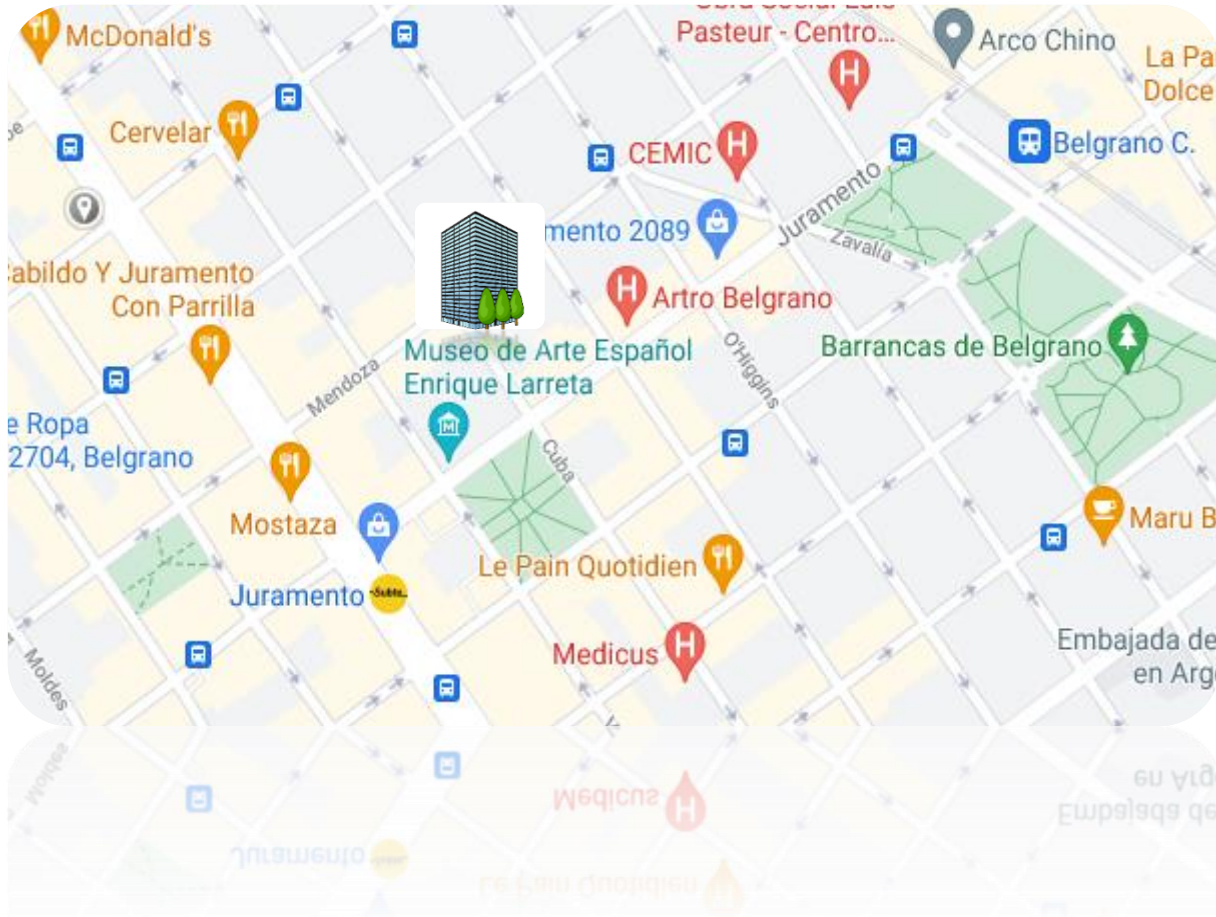 McDonald's
Pasteur - Centro...
Arco Chino
La Pa
Dolce
Cervelar
CEMIC
Belgrano C.
Juramento
mento 2089
Zavalía
abildo Y Juramento
Con Parrilla
Artro Belgrano
Museo de Arte Español
Enrique Larreta
O'Higgins
Barrancas de Belgrano
Mendoza
e Ropa
2704, Belgrano
Cuba
Mostaza
Maru B
Le Pain Quotidien
Juramento
Medicus
Embajada de
en Arg
Moldes